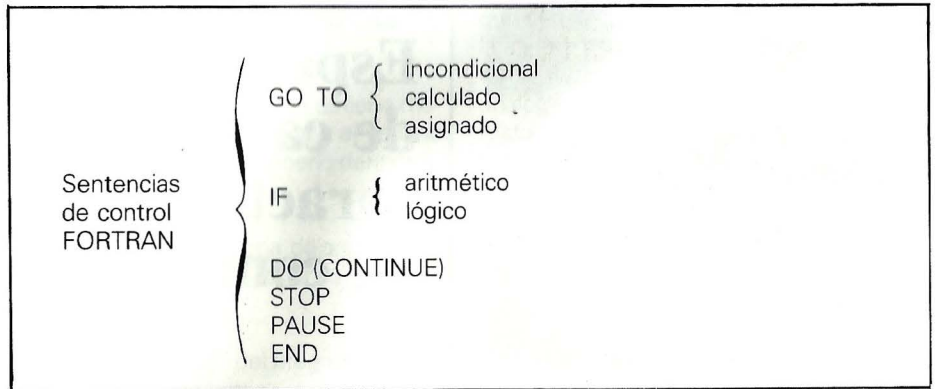 GO TO
incondicional
calculado
asignado
Sentencias
de control
FORTRAN
IF
aritmético
lógico
DO (CONTINUE)
STOP
PAUSE
END